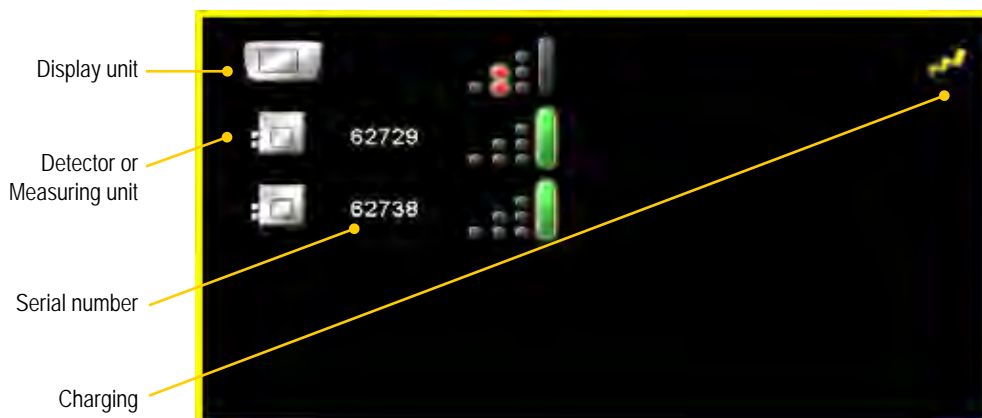 Display unit
62729
Detector or
Measuring unit
62738
Serial number
Charging